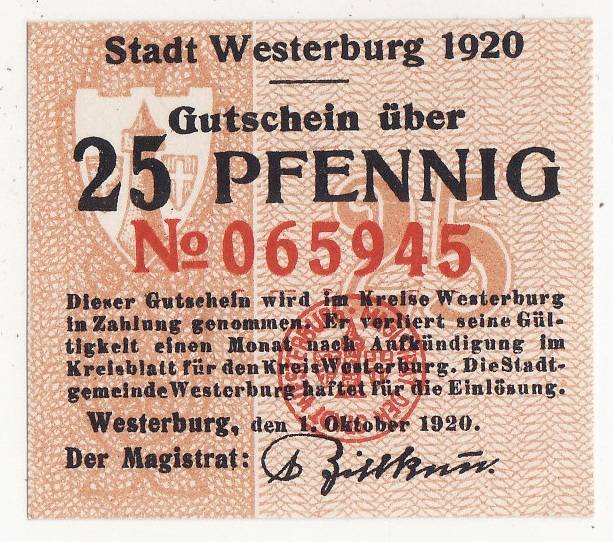 Stadt Westerburg 1920
Gutschein über
25 PFENNIG
25
№ 065945
Dieser Gutschein wird im Kreise Westerburg
in Zahlung genommen. Er verliert seine Gül-
tigkeit einen Monat nach Aufkündigung im
Kreisblatt für den Kreis Westerburg. Die Stadt-
gemeinde Westerburg haftet für die Einlösung.
Westerburg, den 1. Oktober 1920.
Der Magistrat: